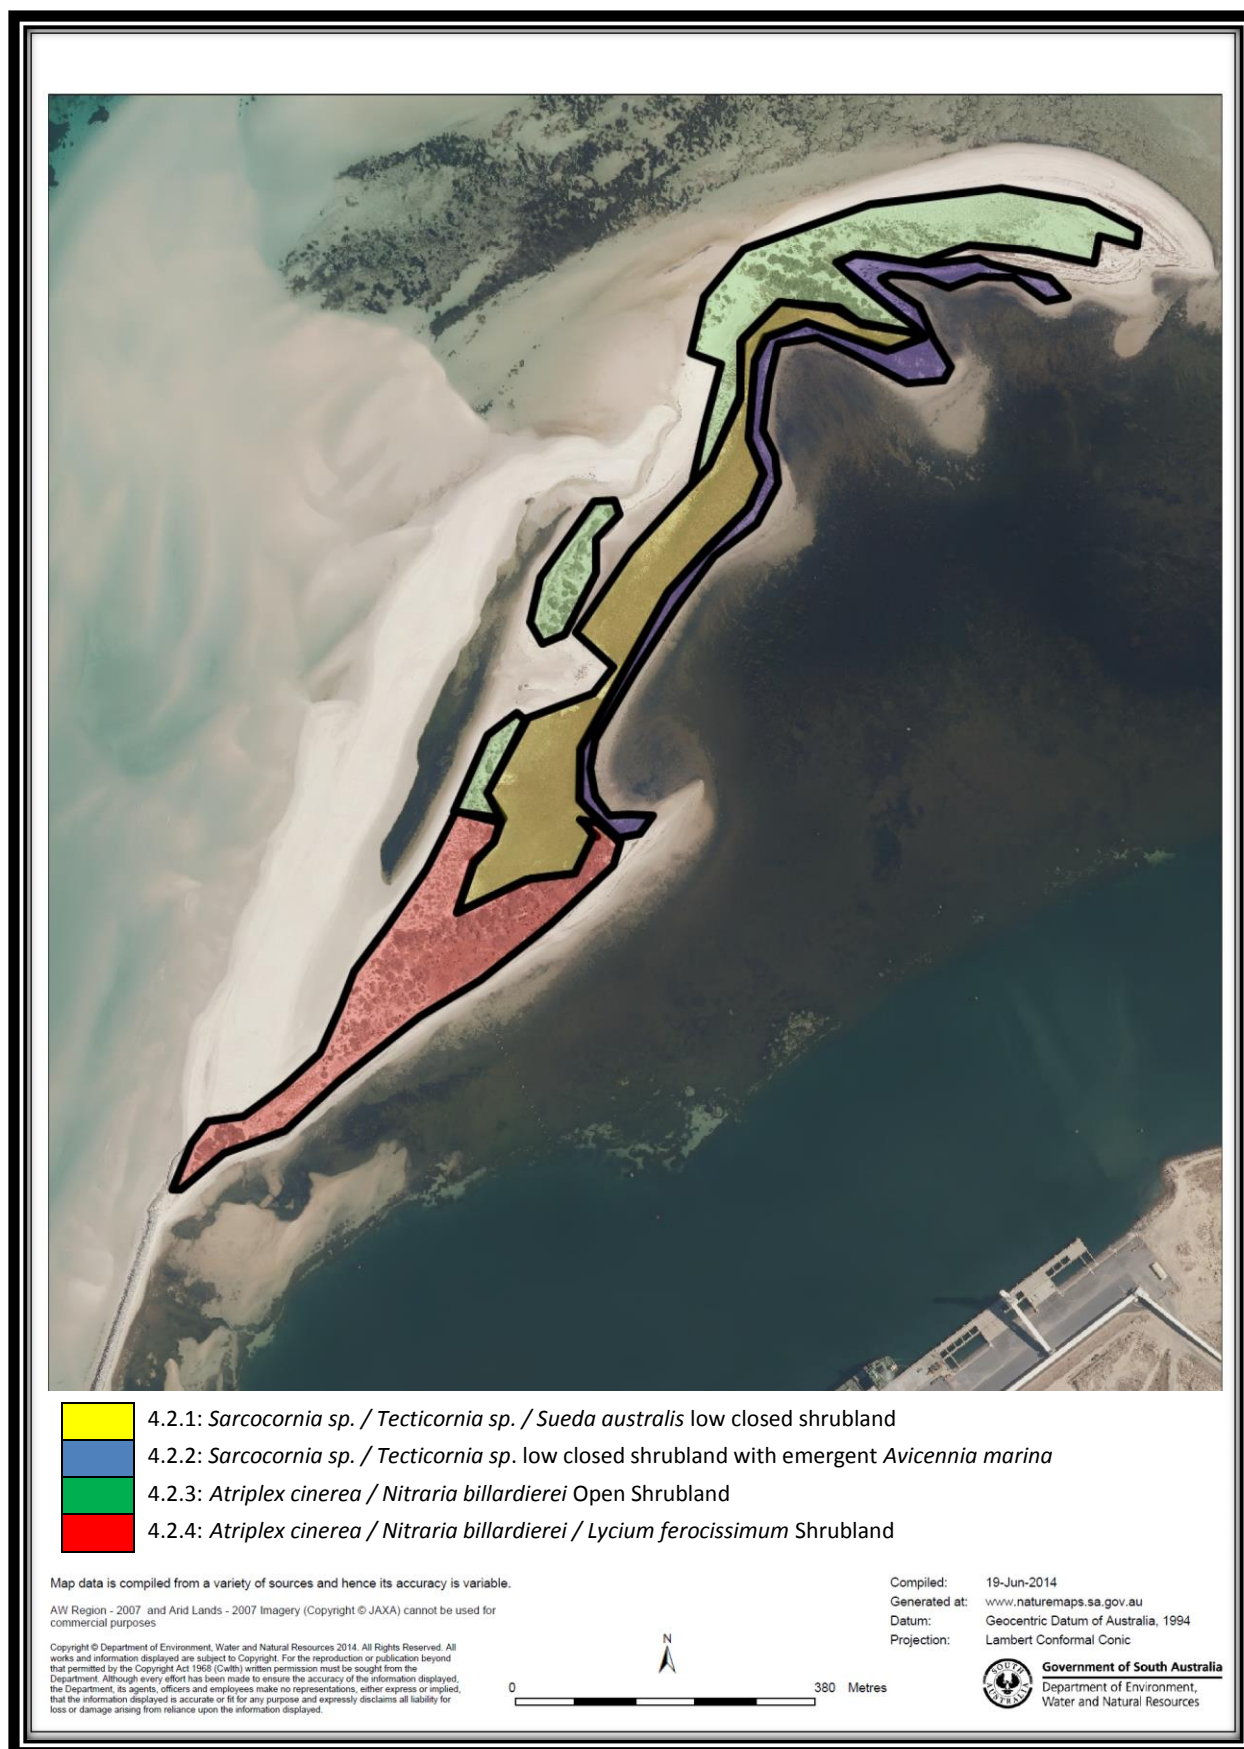 4.2.1: Sarcocornia sp. / Tecticornia sp. / Sueda australis low closed shrubland
4.2.2: Sarcocornia sp. / Tecticornia sp. low closed shrubland with emergent Avicennia marina
4.2.3: Atriplex cinerea / Nitraria billardierei Open Shrubland
4.2.4: Atriplex cinerea / Nitraria billardierei / Lycium ferocissimum Shrubland
Map data is compiled from a variety of sources and hence its accuracy is variable.
AW Region - 2007 and Arid Lands - 2007 Imagery (Copyright © JAXA) cannot be used for
commercial purposes
Copyright © Department of Environment, Water and Natural Resources 2014. All Rights Reserved. All
works and information displayed are subject to Copyright. For the reproduction or publication beyond
that permitted by the Copyright Act 1968 (Cwlth) written permission must be sought from the
Department. Although every effort has been made to ensure the accuracy of the information displayed,
the Department, its agents, officers and employees make no representations, either express or implied,
that the information displayed is accurate or fit for any purpose and expressly disclaims all liability for
loss or damage arising from reliance upon the information displayed.
N
0 380 Metres
Compiled: 19-Jun-2014
Generated at: www.naturemaps.sa.gov.au
Datum: Geocentric Datum of Australia, 1994
Projection: Lambert Conformal Conic
SOUTH AUSTRALIA
Government of South Australia
Department of Environment,
Water and Natural Resources